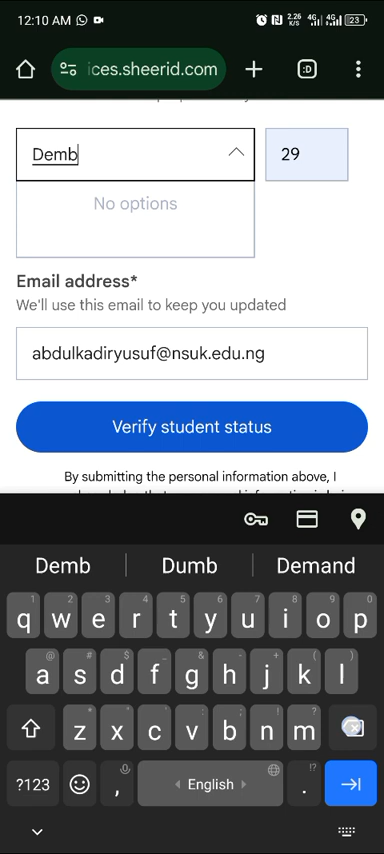 12:10 AM 2.26 K/S 4G 4G 23
ices.sheerid.com :D
Demb 29
No options
Email address*
We'll use this email to keep you updated
abdulkadiryusuf@nsuk.edu.ng
Verify student status
By submitting the personal information above, I
Demb Dumb Demand
1 2 3 4 5 6 7 8 9 0
q w e r t y u i o p
@ # $ _ & - + ( )
a s d f g h j k l
* " ' : ; ! ?
z x c v b n m
?123 , English . !?